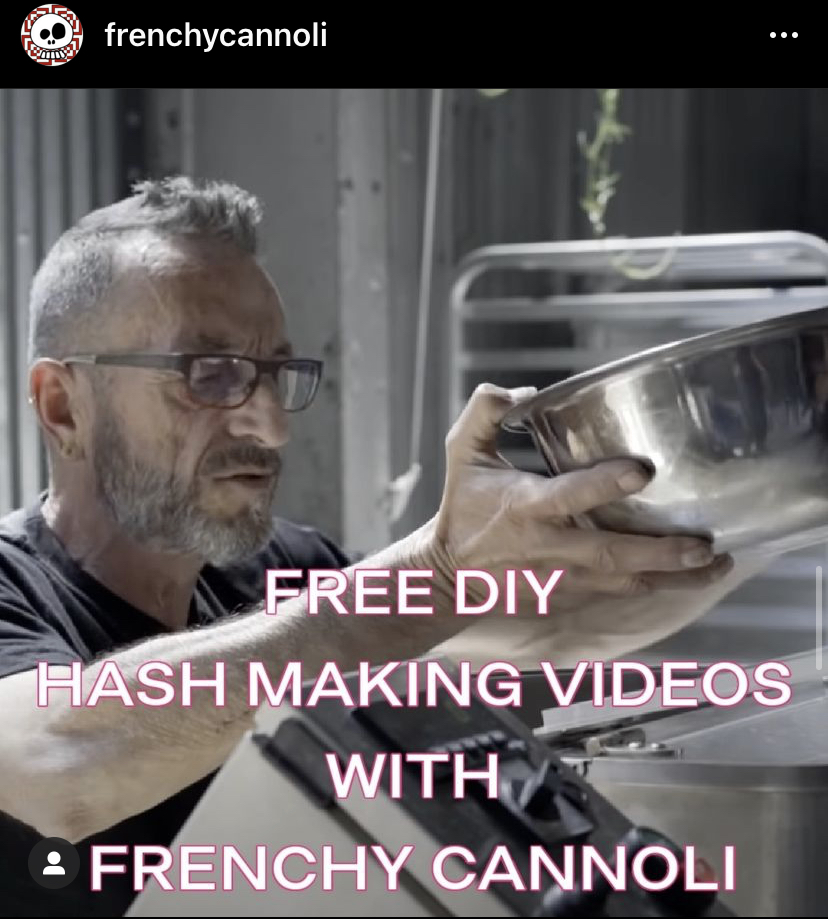 frenchycannoli
FREE DIY
HASH MAKING VIDEOS
WITH
FRENCHY CANNOLI